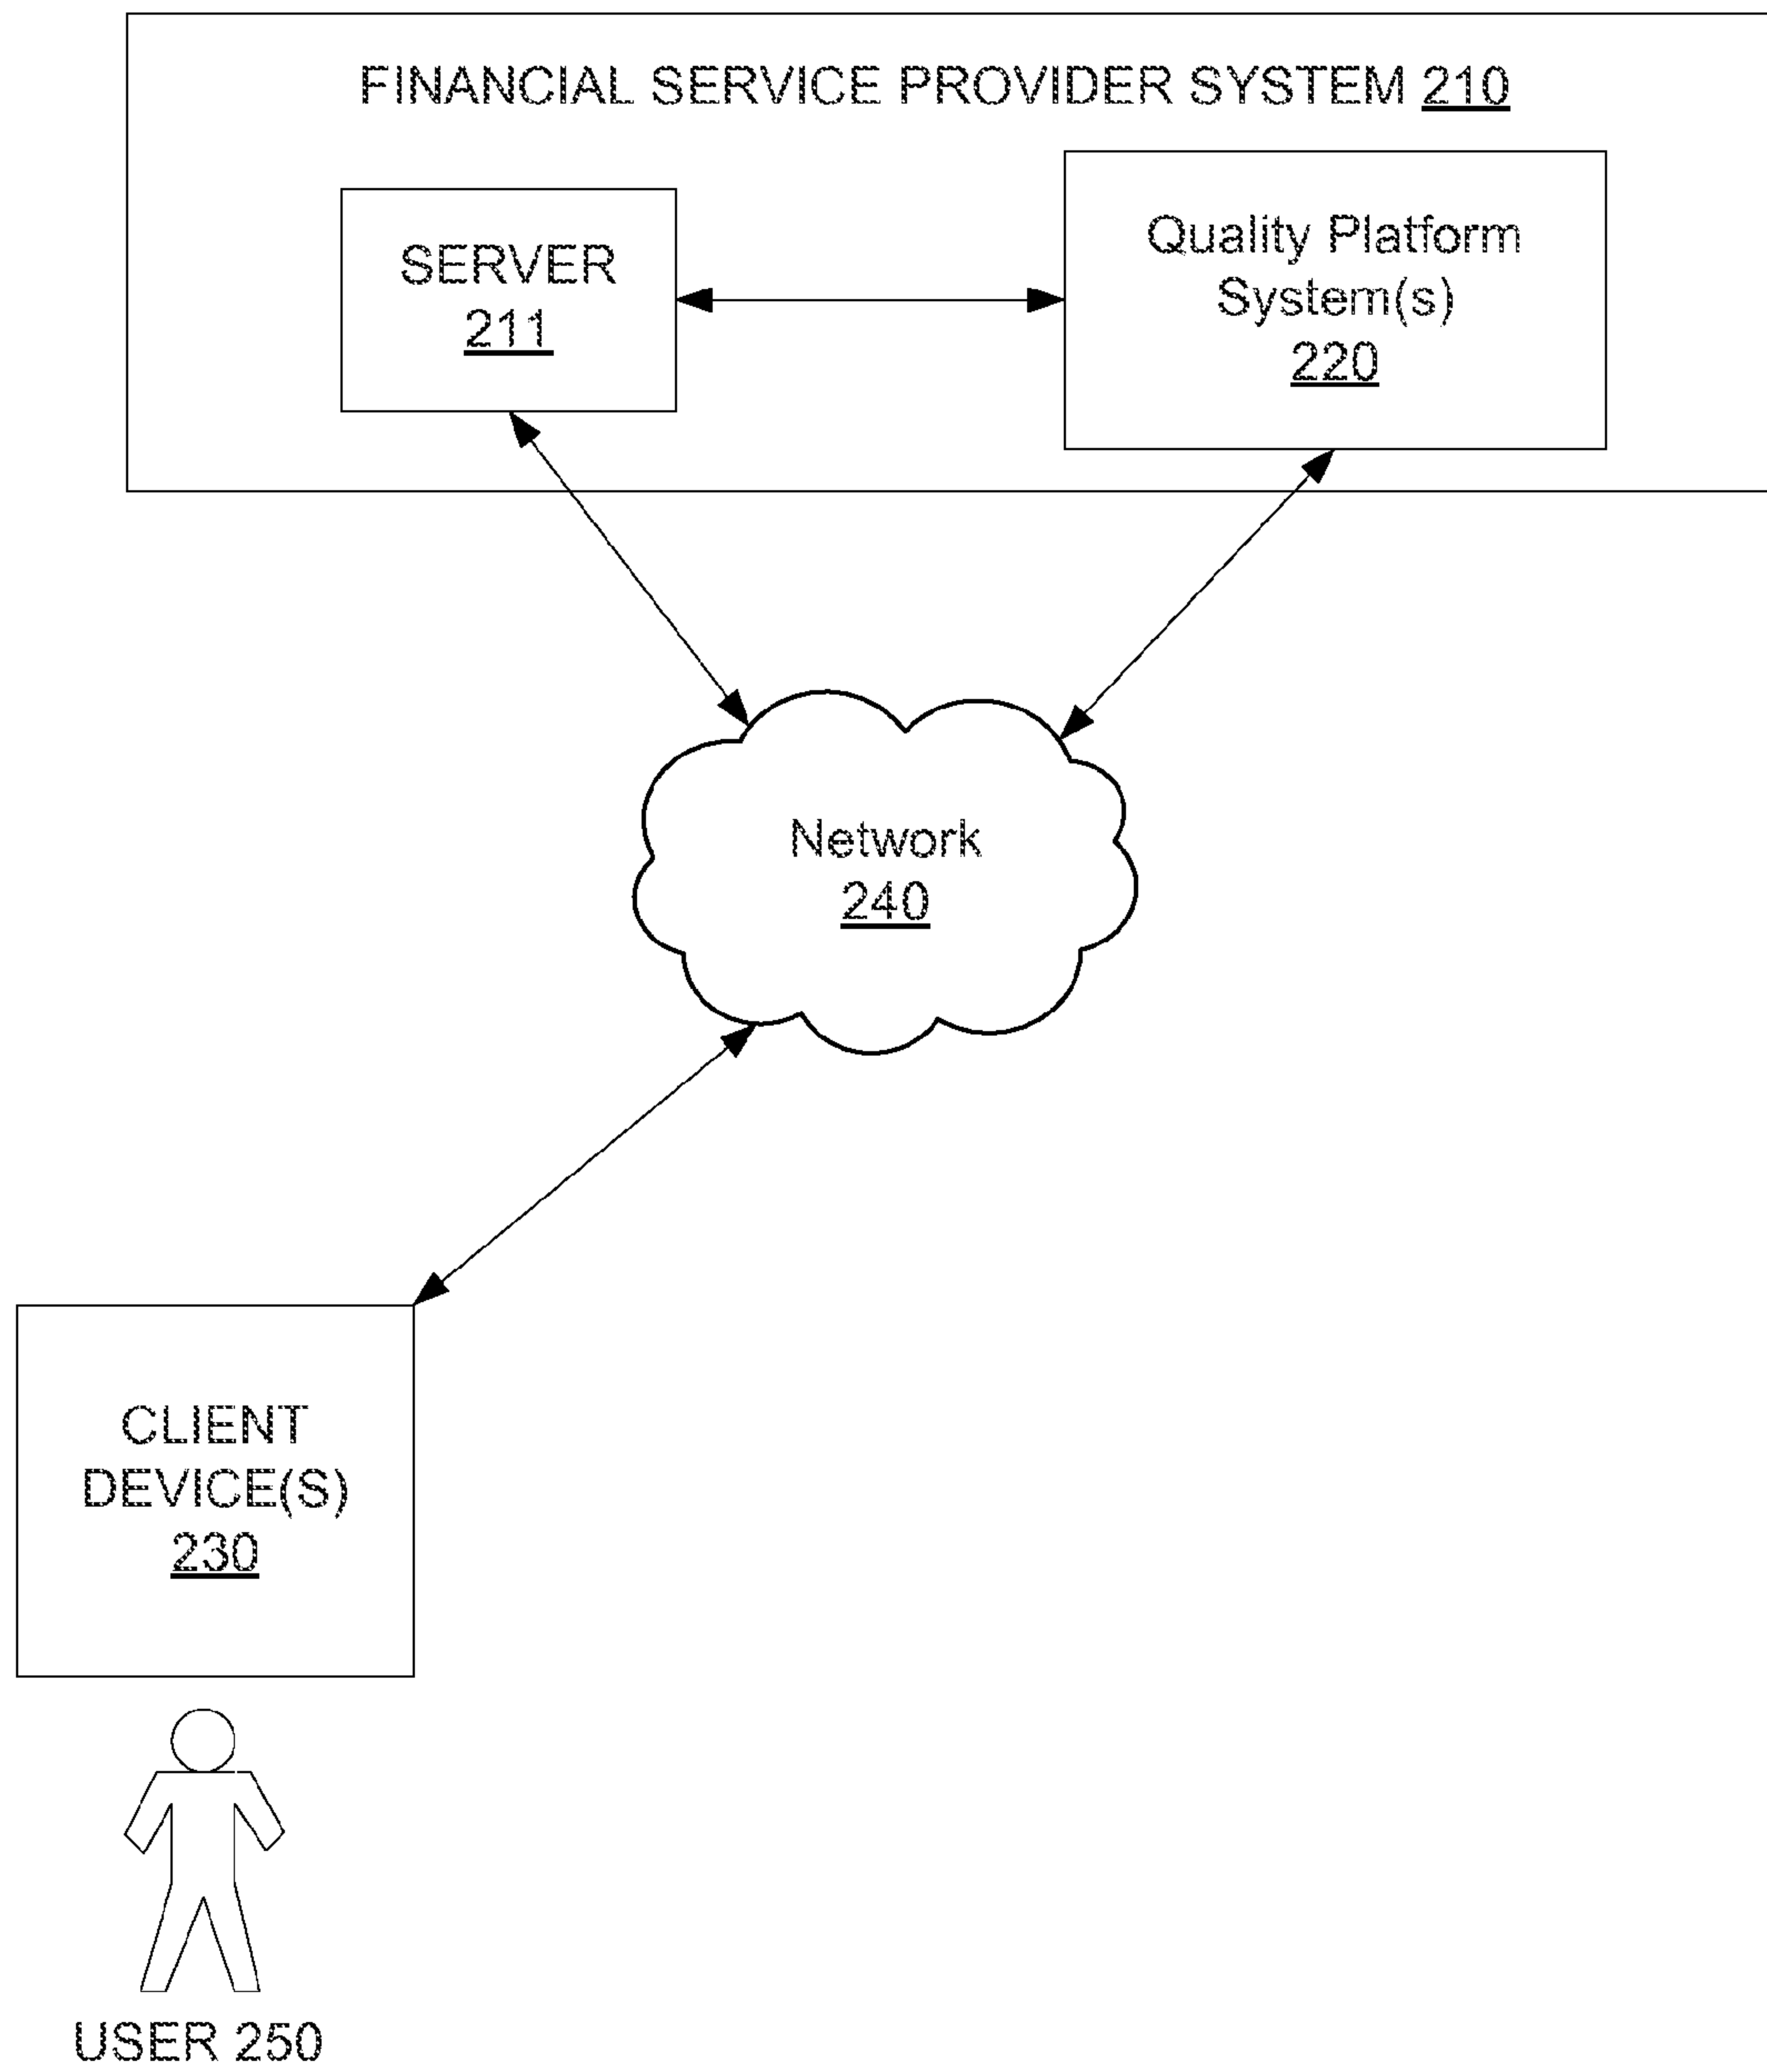 FINANCIAL SERVICE PROVIDER SYSTEM 210
SERVER
211
Quality Platform
System(s)
220
Network
240
CLIENT
DEVICE(S)
230
USER 250